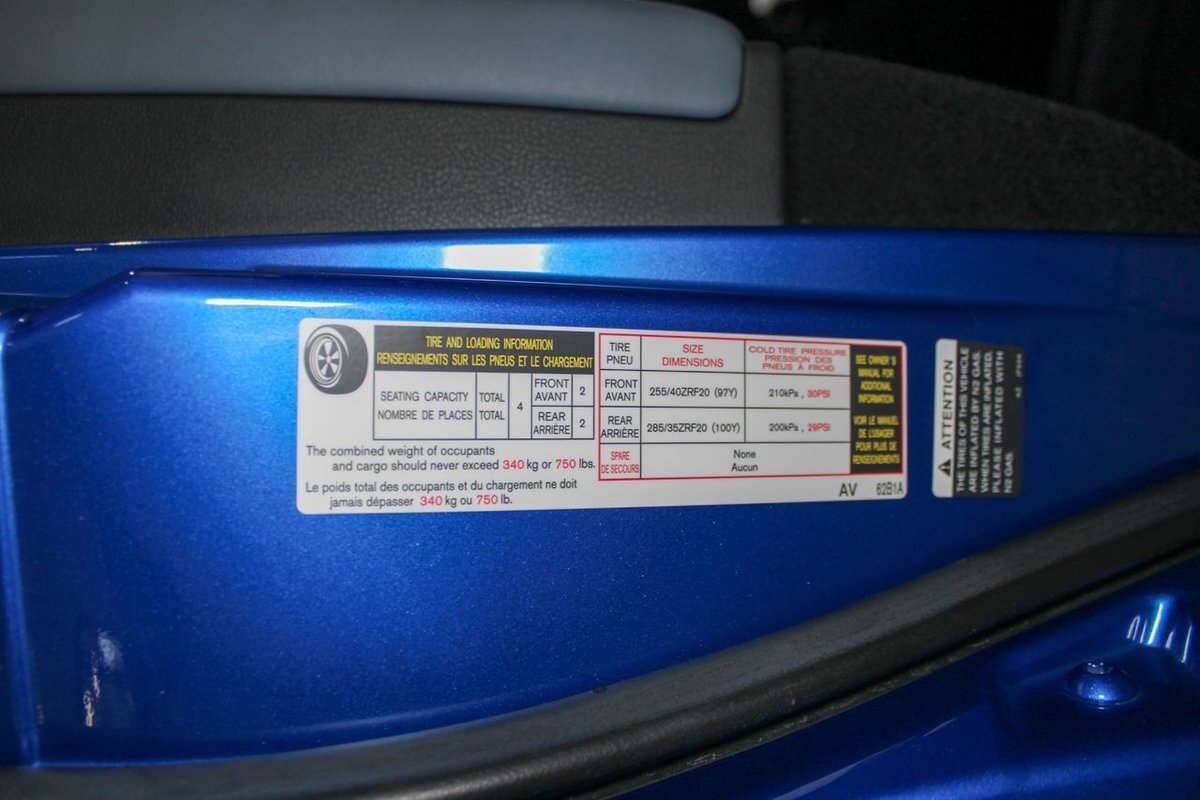 TIRE AND LOADING INFORMATION
RENSEIGNEMENTS SUR LES PNEUS ET LE CHARGEMENT
SEATING CAPACITY
NOMBRE DE PLACES
TOTAL
TOTAL
4
FRONT
AVANT
2
REAR
ARRIÈRE
2
The combined weight of occupants
and cargo should never exceed 340 kg or 750 lbs.
Le poids total des occupants et du chargement ne doit
jamais dépasser 340 kg ou 750 lb.
TIRE
PNEU
SIZE
DIMENSIONS
COLD TIRE PRESSURE
PRESSION DES
PNEUS À FROID
FRONT
AVANT
255/40ZRF20 (97Y)
210kPa , 30PSI
REAR
ARRIÈRE
285/35ZRF20 (100Y)
200kPa , 29PSI
SPARE
DE SECOURS
None
Aucun
SEE OWNER'S
MANUAL FOR
ADDITIONAL
INFORMATION
VOIR LE MANUEL
DE L'USAGER
POUR PLUS DE
RENSEIGNEMENTS
AV 62B1A
ATTENTION
THE TIRES OF THIS VEHICLE
ARE INFLATED BY N2 GAS.
WHEN TIRES ARE INFLATED,
PLEASE INFLATED WITH
N2 GAS.